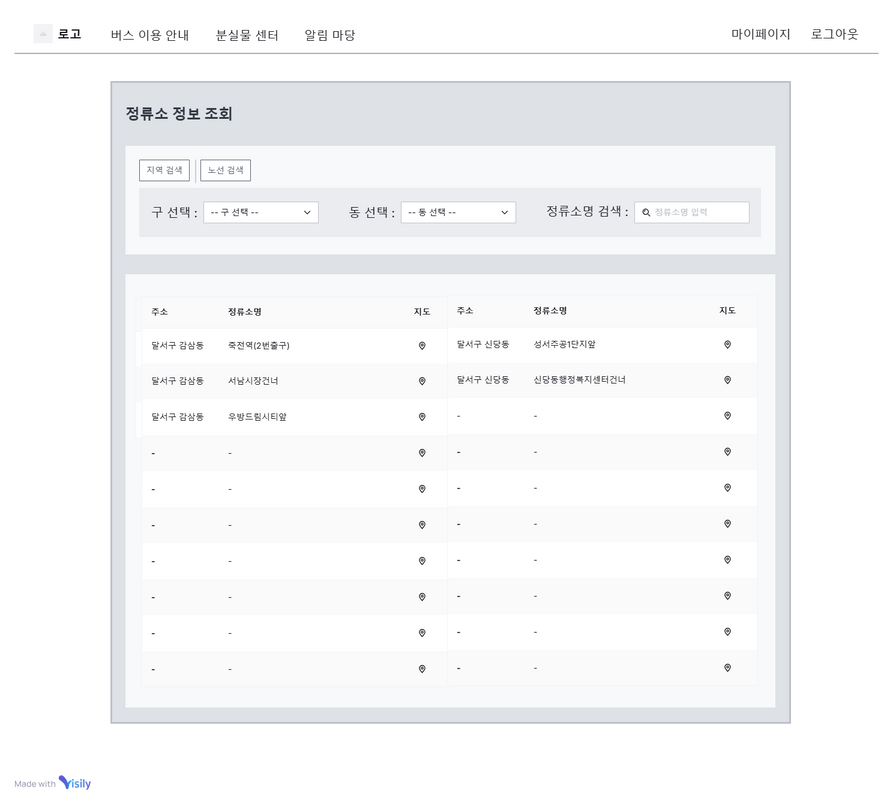 로고 버스 이용 안내 분실물 센터 알림 마당 마이페이지 로그아웃
정류소 정보 조회
지역 검색 노선 검색
구 선택 : -- 구 선택 -- 동 선택 : -- 동 선택 -- 정류소명 검색 : 정류소명 입력
주소 정류소명 지도 주소 정류소명 지도
달서구 감삼동 죽전역(2번출구) 달서구 신당동 성서주공1단지앞
달서구 감삼동 서남시장건너 달서구 신당동 신당동행정복지센터건너
달서구 감삼동 우방드림시티앞 - -
- - - -
- - - -
- - - -
- - - -
- - - -
- - - -
- - - -
Made with Visily